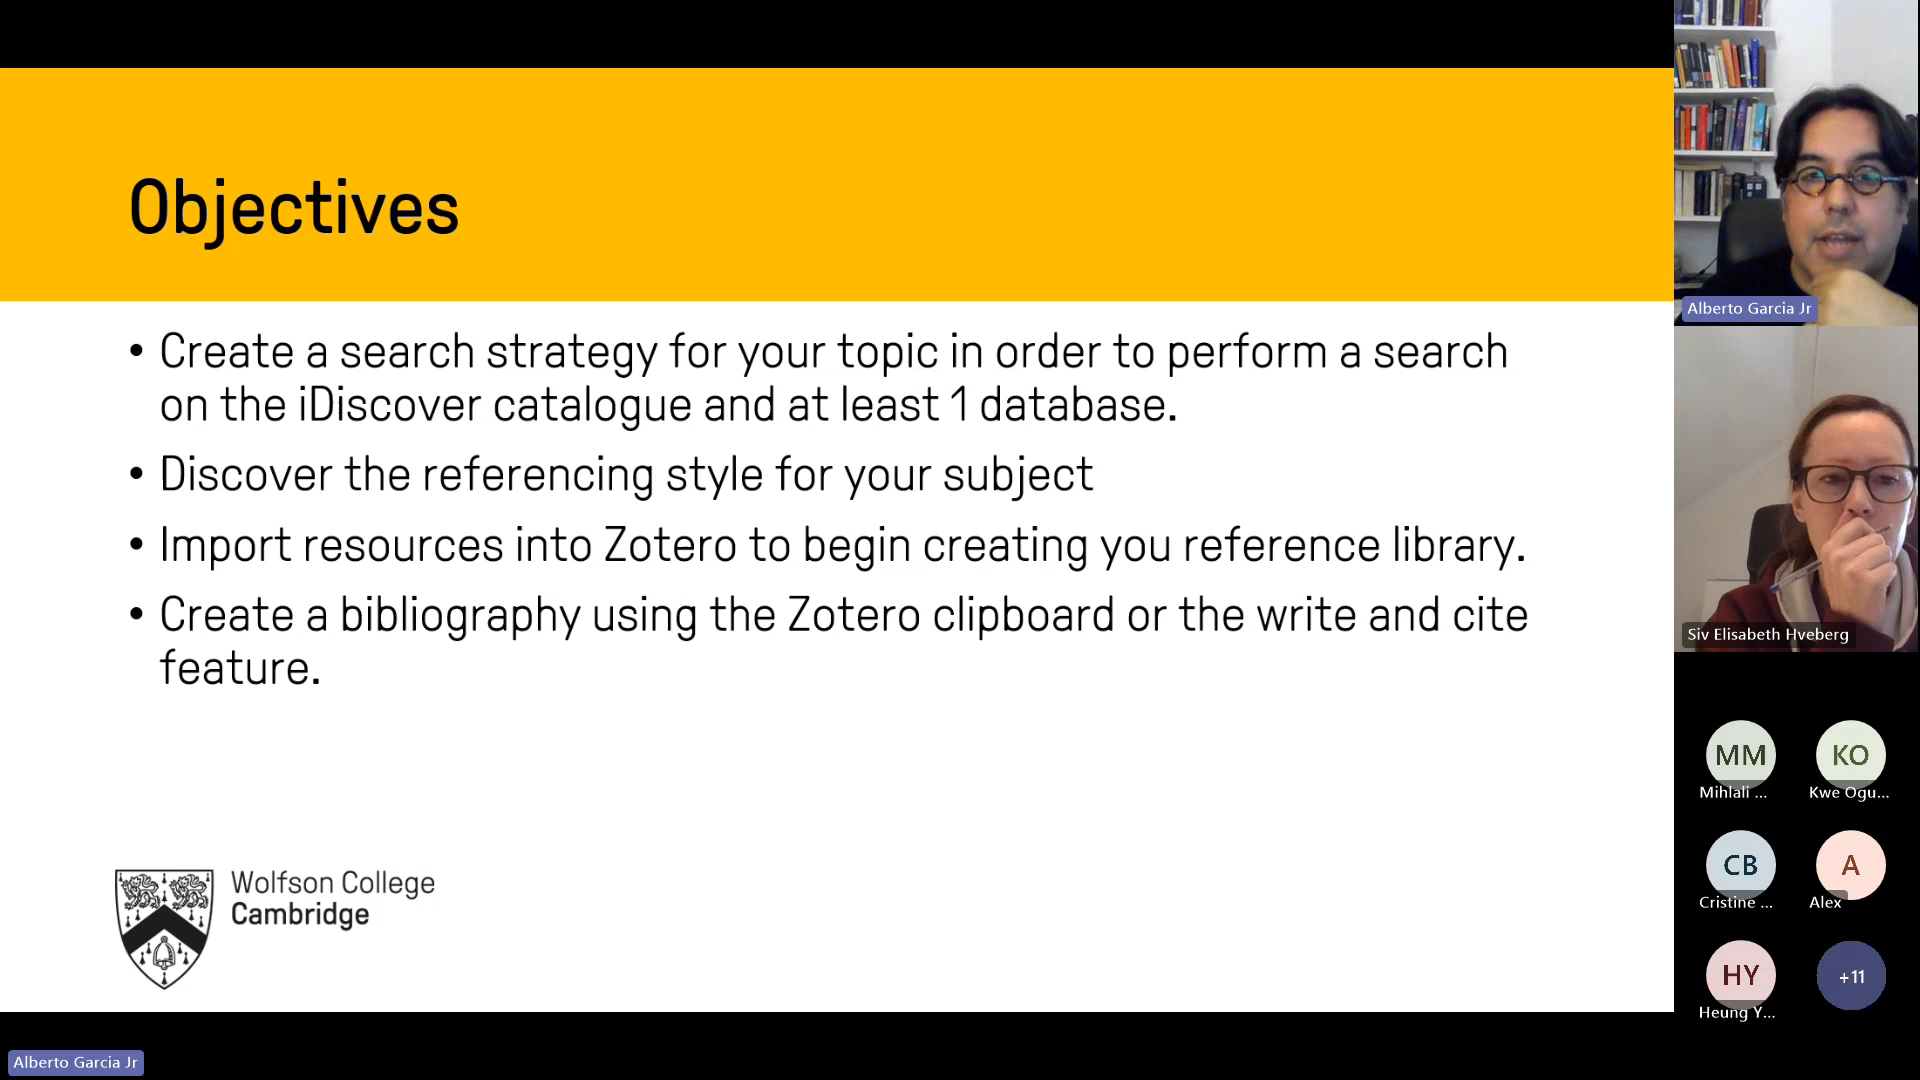 Objectives
• Create a search strategy for your topic in order to perform a search
on the iDiscover catalogue and at least 1 database.
• Discover the referencing style for your subject
• Import resources into Zotero to begin creating you reference library.
• Create a bibliography using the Zotero clipboard or the write and cite
feature.
Wolfson College
Cambridge
Alberto Garcia Jr
Alberto Garcia Jr
Siv Elisabeth Hveberg
MM
Mihlali ...
KO
Kwe Ogu...
CB
Cristine ...
A
Alex
HY
Heung Y...
+11